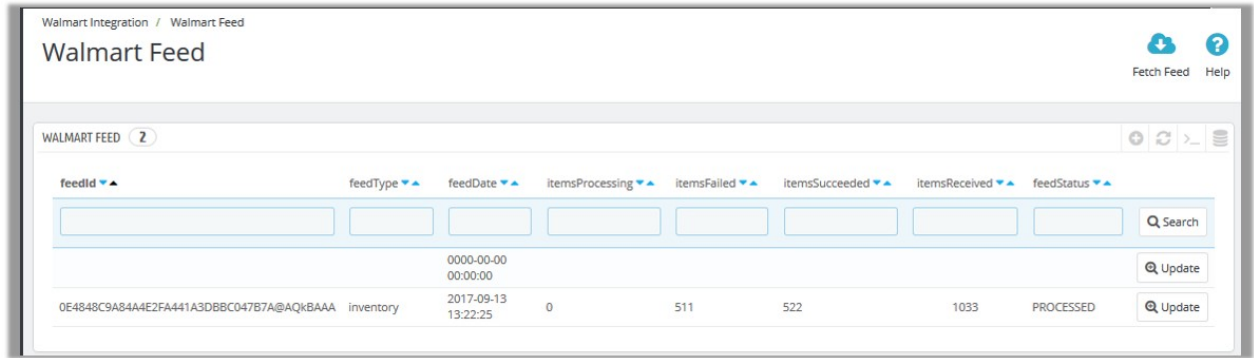 Walmart Integration / Walmart Feed
Walmart Feed
Fetch Feed Help
WALMART FEED 2
feedId feedType feedDate itemsProcessing itemsFailed itemsSucceeded itemsReceived feedStatus
Search
0000-00-00
00:00:00
Update
0E4848C9A84A4E2FA441A3DBBC047B7A@AQkBAAA inventory 2017-09-13 0 511 522 1033 PROCESSED Update
13:22:25